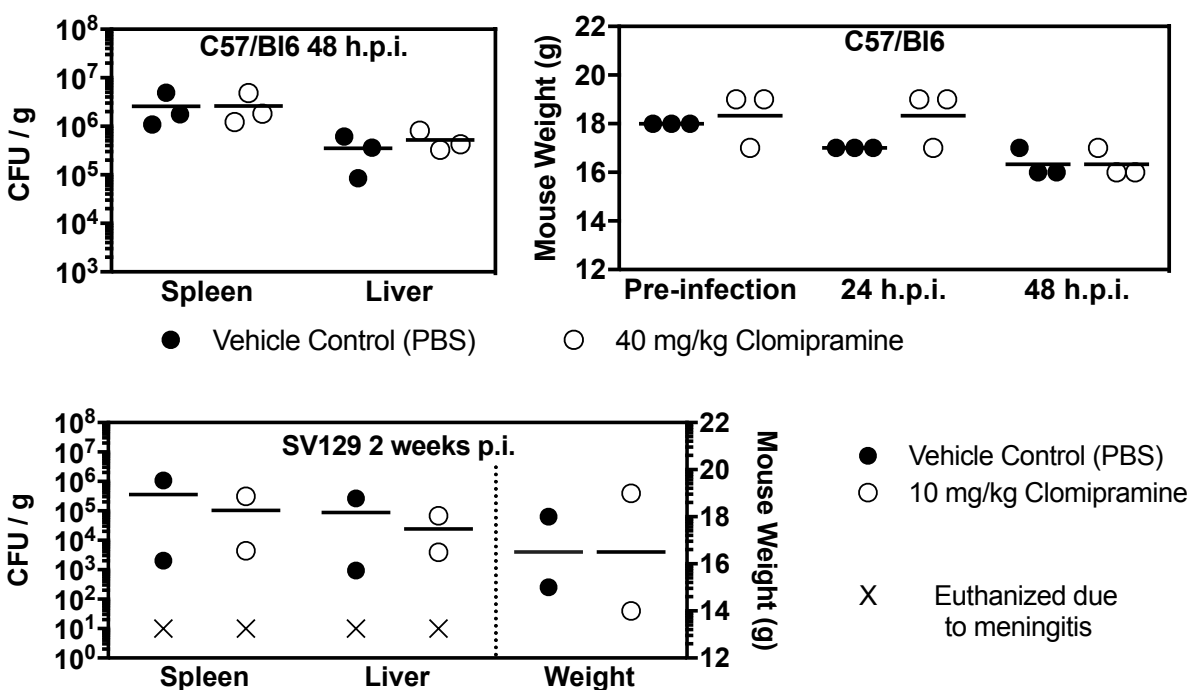 C57/Bl6 48 h.p.i.
CFU / g
10⁸
10⁷
10⁶
10⁵
10⁴
10³
Spleen Liver
C57/Bl6
Mouse Weight (g)
22
20
18
16
14
12
Pre-infection 24 h.p.i. 48 h.p.i.
Vehicle Control (PBS) 40 mg/kg Clomipramine
SV129 2 weeks p.i.
CFU / g
10⁸
10⁷
10⁶
10⁵
10⁴
10³
10²
10¹
10⁰
22
20
18
16
14
12
Mouse Weight (g)
Spleen Liver Weight
Vehicle Control (PBS)
10 mg/kg Clomipramine
X Euthanized due
to meningitis